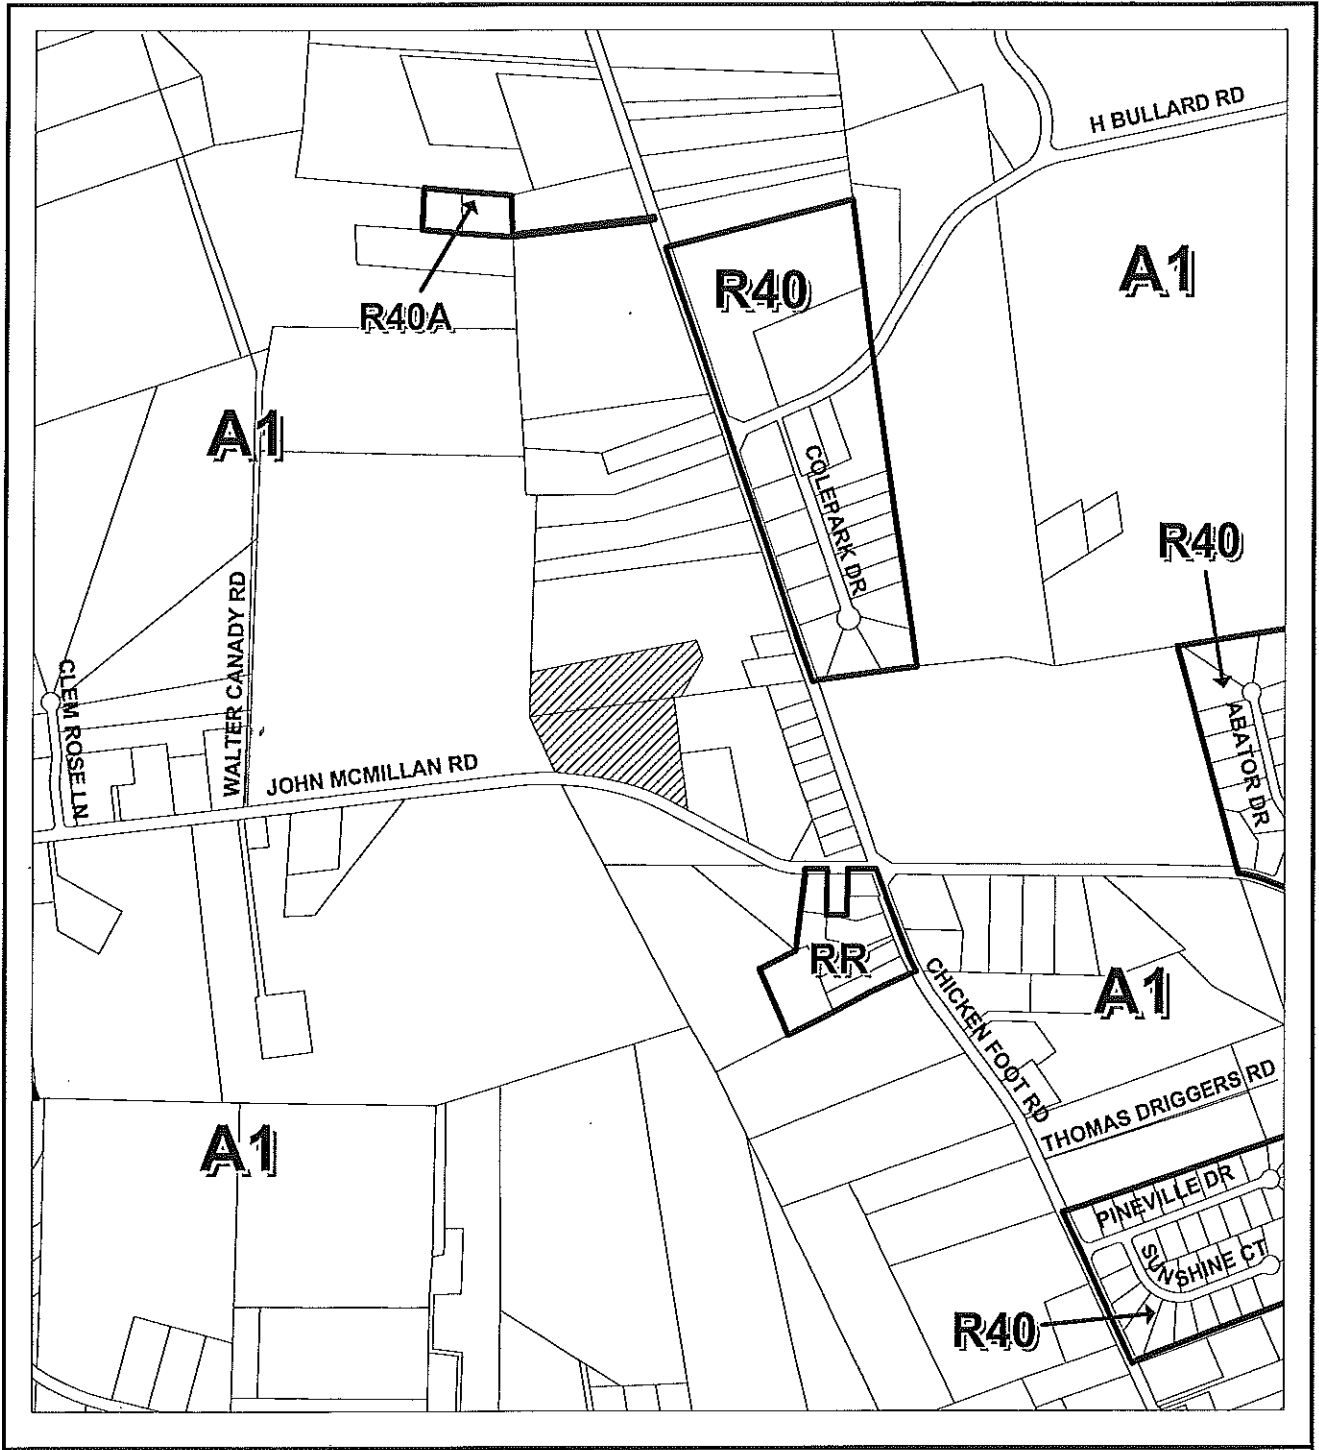 H BULLARD RD
A1
R40
R40A
A1
COLEPARK DR
R40
WALTER CANADY RD
CLEM ROSE LN
ABATOR DR
JOHN MCMILLAN RD
RR
CHICKEN FOOT RD
A1
THOMAS DRIGGERS RD
A1
PINEVILLE DR
SUNSHINE CT
R40